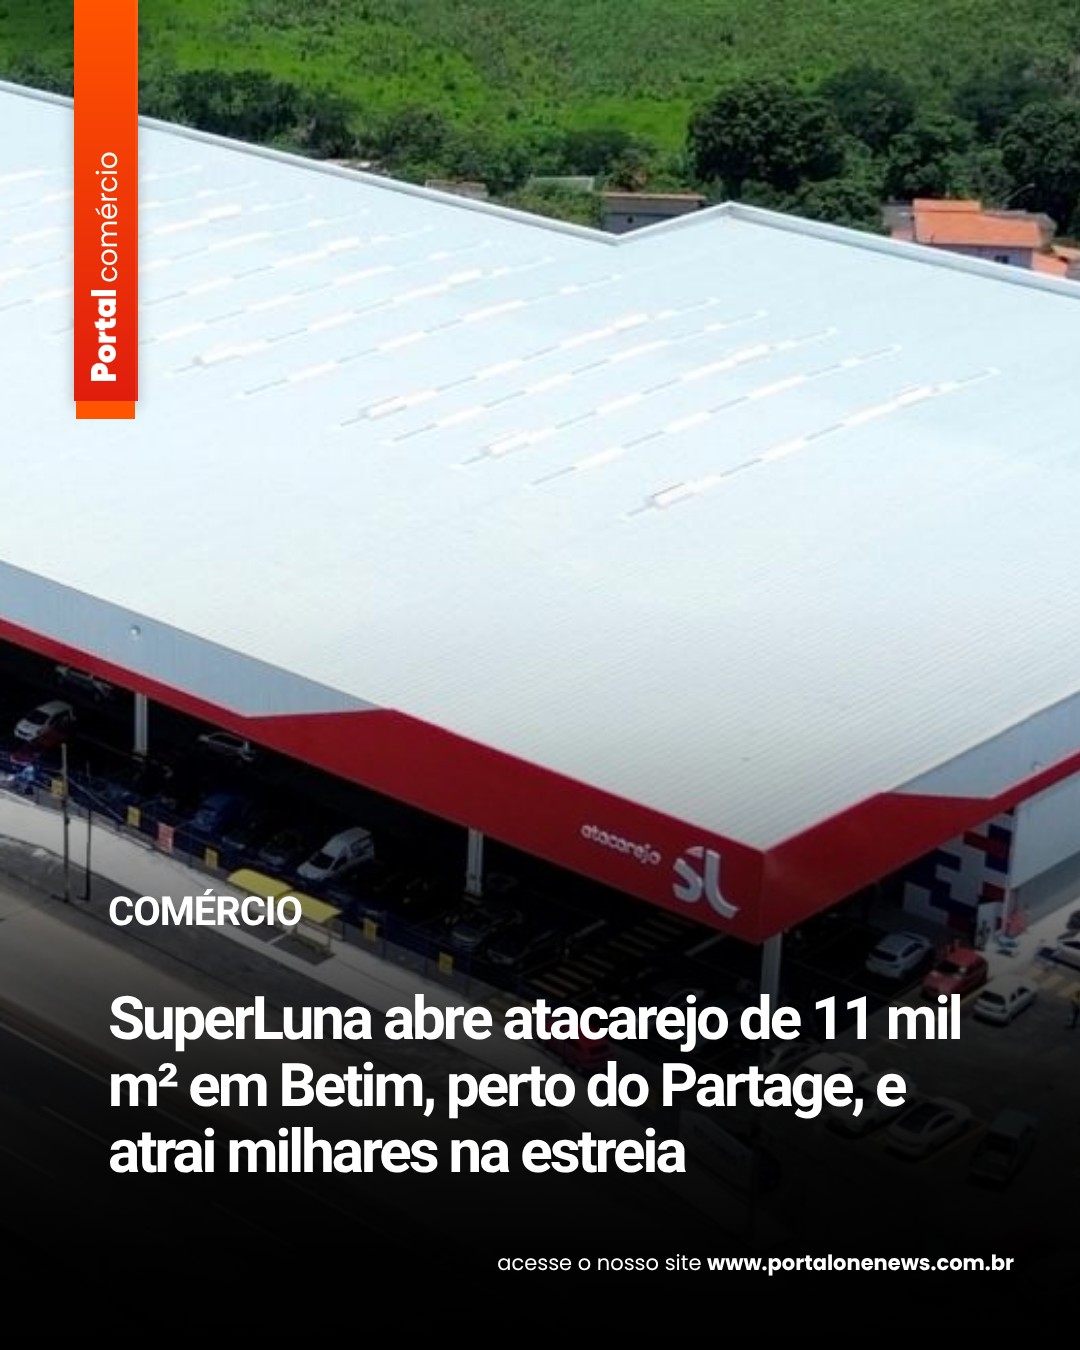 Portal comércio
atacarejo SL
COMÉRCIO
SuperLuna abre atacarejo de 11 mil
m² em Betim, perto do Partage, e
atrai milhares na estreia
acesse o nosso site www.portalonenews.com.br